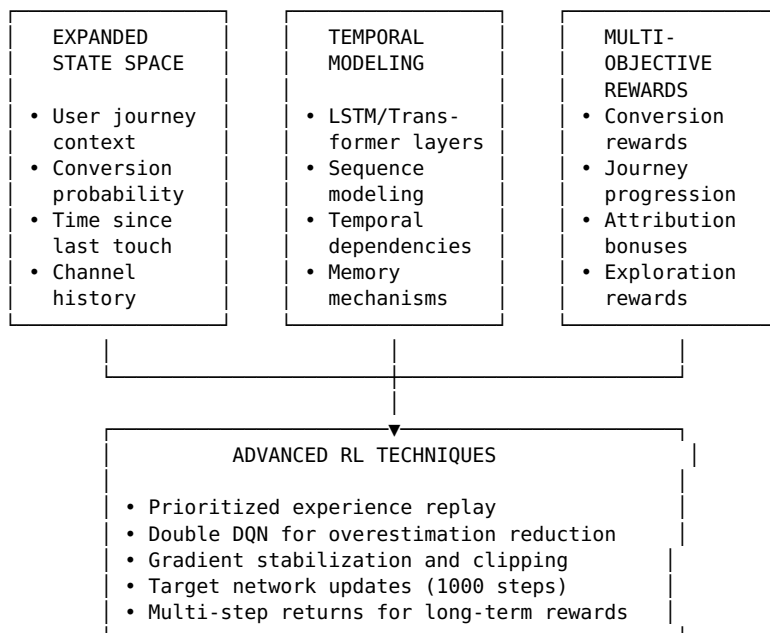 EXPANDED
STATE SPACE
• User journey
context
• Conversion
probability
• Time since
last touch
• Channel
history
TEMPORAL
MODELING
• LSTM/Trans-
former layers
• Sequence
modeling
• Temporal
dependencies
• Memory
mechanisms
MULTI-
OBJECTIVE
REWARDS
• Conversion
rewards
• Journey
progression
• Attribution
bonuses
• Exploration
rewards
ADVANCED RL TECHNIQUES
• Prioritized experience replay
• Double DQN for overestimation reduction
• Gradient stabilization and clipping
• Target network updates (1000 steps)
• Multi-step returns for long-term rewards